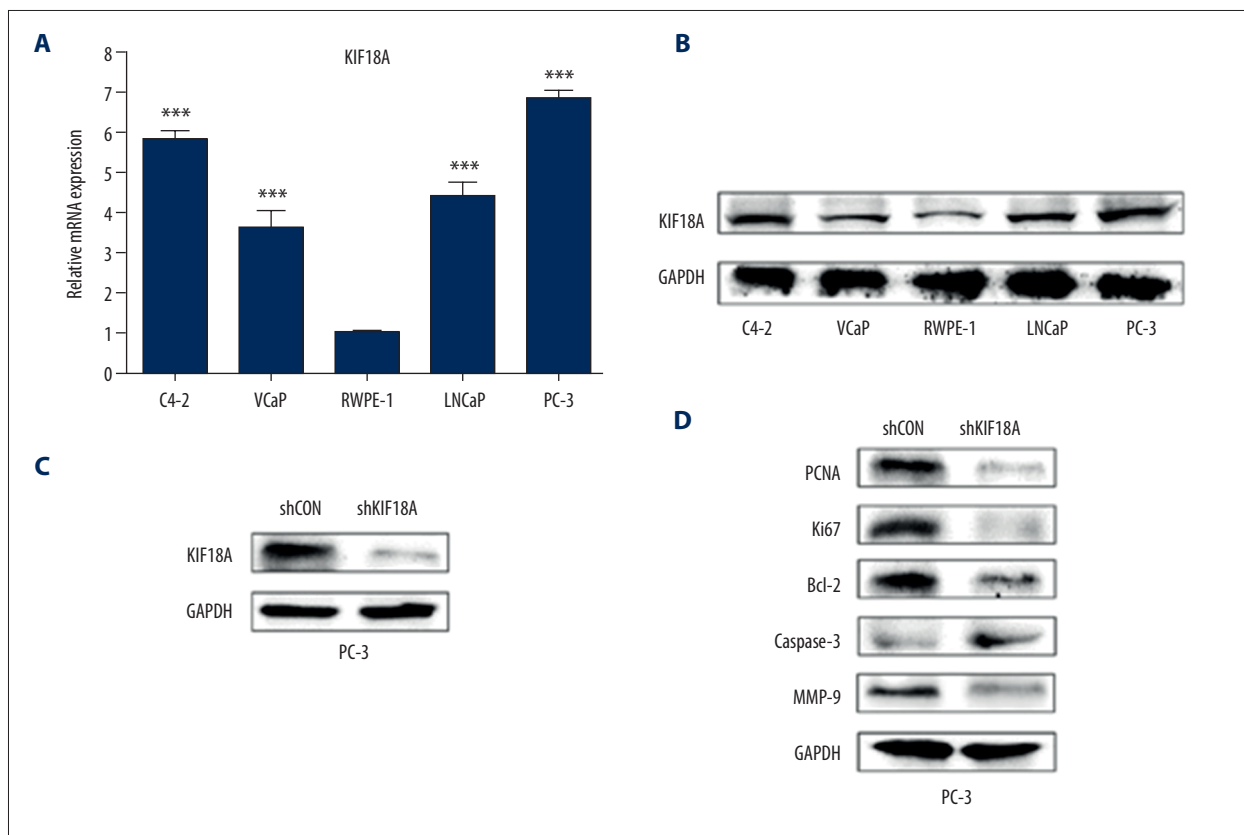 A
KIF18A
Relative mRNA expression
8
7
6
5
4
3
2
1
0
***
***
***
***
C4-2 VCaP RWPE-1 LNCaP PC-3
B
KIF18A
GAPDH
C4-2 VCaP RWPE-1 LNCaP PC-3
C
shCON shKIF18A
KIF18A
GAPDH
PC-3
D
shCON shKIF18A
PCNA
Ki67
Bcl-2
Caspase-3
MMP-9
GAPDH
PC-3